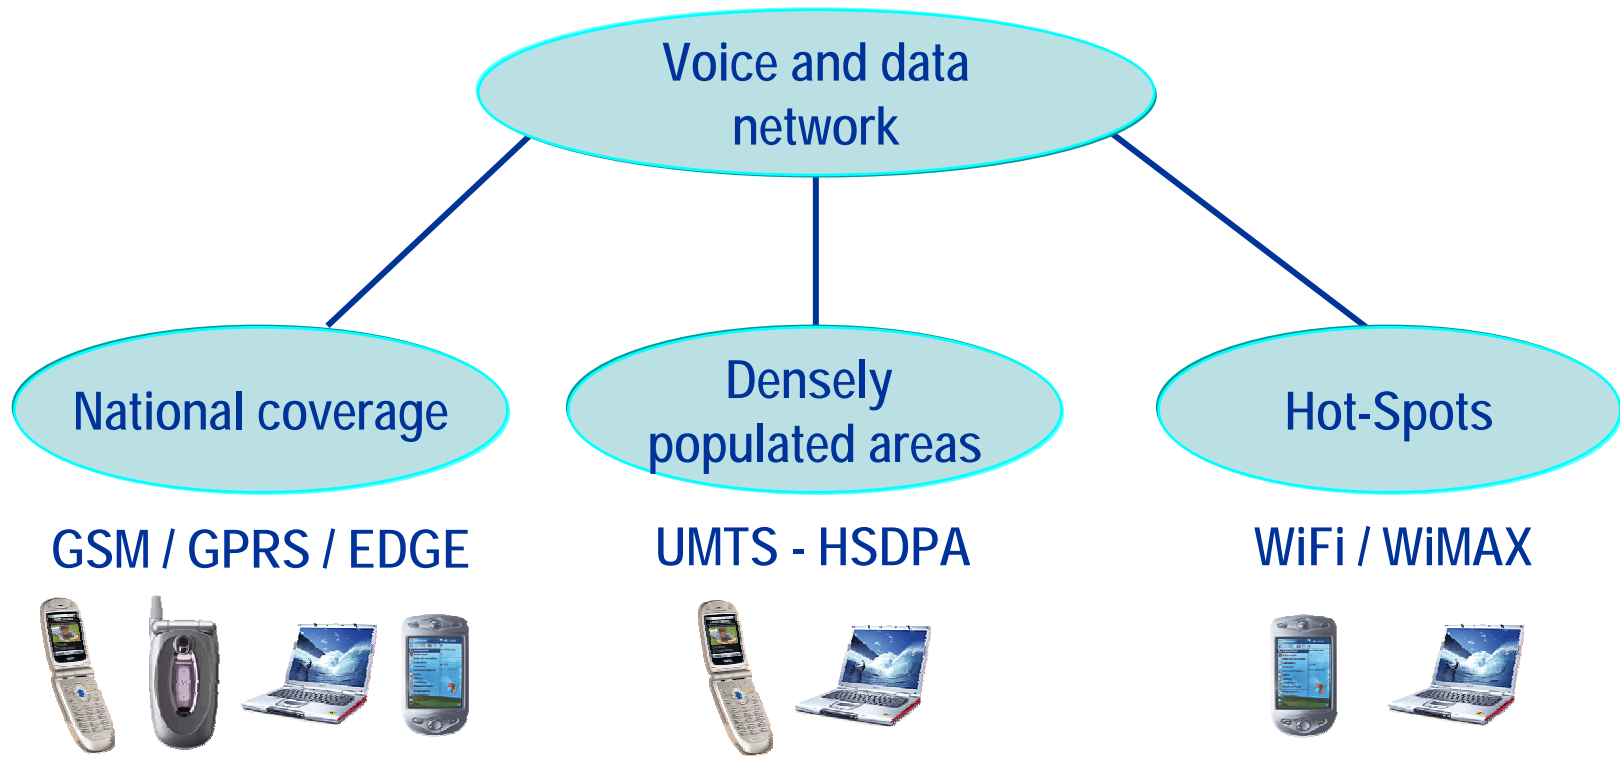 Voice and data
network
National coverage
Densely
populated areas
Hot-Spots
GSM / GPRS / EDGE
UMTS - HSDPA
WiFi / WiMAX